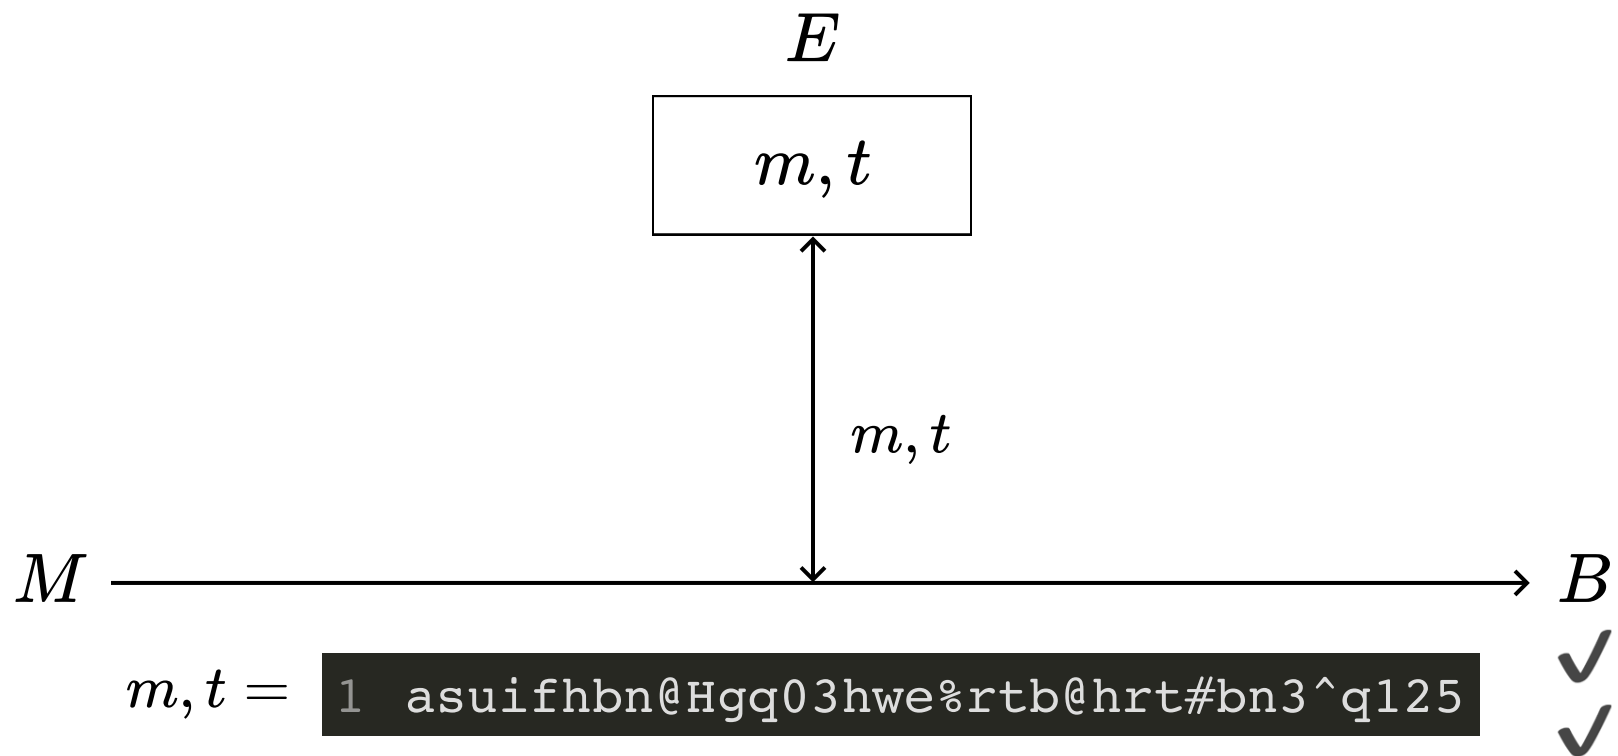 E
m, t
m, t
M B
m, t = 1 asuifhbn@Hgq03hwe%rtb@hrt#bn3^q125